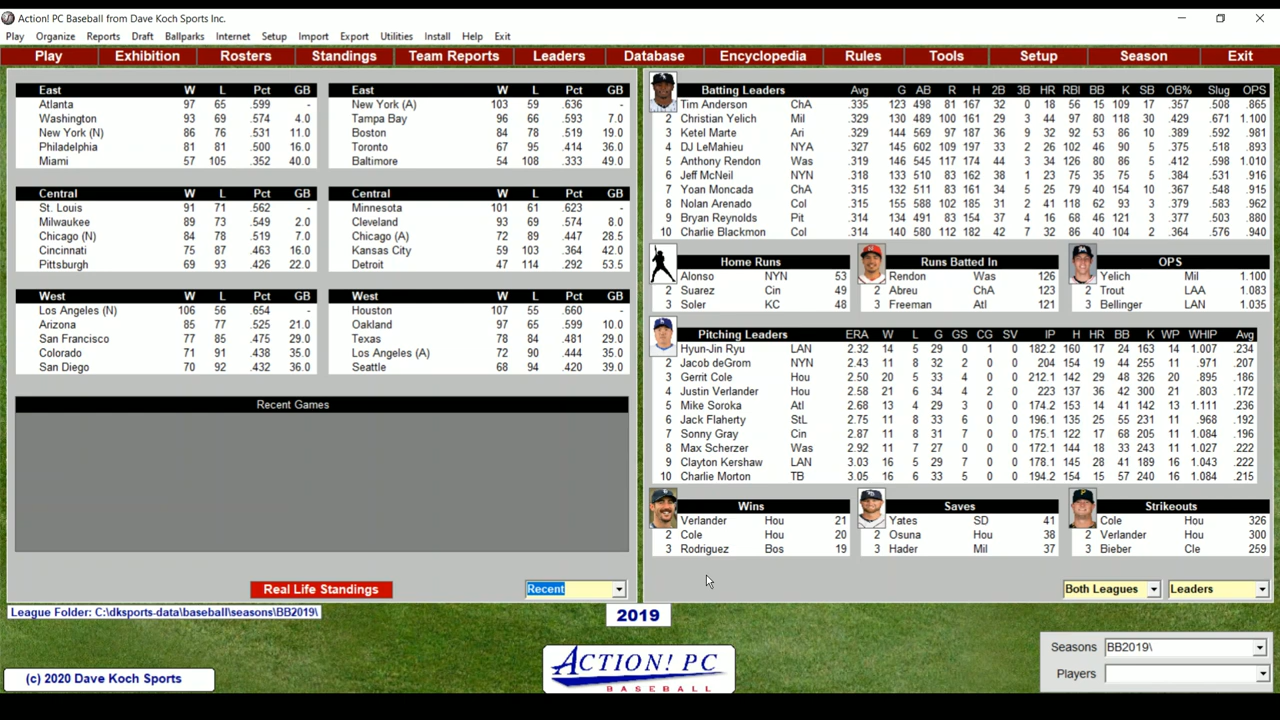 Action! PC Baseball from Dave Koch Sports Inc.
Play Organize Reports Draft Ballparks Internet Setup Import Export Utilities Install Help Exit
Play Exhibition Rosters Standings Team Reports Leaders Database Encyclopedia Rules Tools Setup Season Exit
East W L Pct GB
Atlanta 97 65 .599 -
Washington 93 69 .574 4.0
New York (N) 86 76 .531 11.0
Philadelphia 81 81 .500 16.0
Miami 57 105 .352 40.0
East W L Pct GB
New York (A) 103 59 .636 -
Tampa Bay 96 66 .593 7.0
Boston 84 78 .519 19.0
Toronto 67 95 .414 36.0
Baltimore 54 108 .333 49.0
Central W L Pct GB
St. Louis 91 71 .562 -
Milwaukee 89 73 .549 2.0
Chicago (N) 84 78 .519 7.0
Cincinnati 75 87 .463 16.0
Pittsburgh 69 93 .426 22.0
Central W L Pct GB
Minnesota 101 61 .623 -
Cleveland 93 69 .574 8.0
Chicago (A) 72 89 .447 28.5
Kansas City 59 103 .364 42.0
Detroit 47 114 .292 53.5
West W L Pct GB
Los Angeles (N) 106 56 .654 -
Arizona 85 77 .525 21.0
San Francisco 77 85 .475 29.0
Colorado 71 91 .438 35.0
San Diego 70 92 .432 36.0
West W L Pct GB
Houston 107 55 .660 -
Oakland 97 65 .599 10.0
Texas 78 84 .481 29.0
Los Angeles (A) 72 90 .444 35.0
Seattle 68 94 .420 39.0
Recent Games
Real Life Standings Recent
Batting Leaders Avg G AB R H 2B 3B HR RBI BB K SB OB% Slug OPS
Tim Anderson ChA .335 123 498 81 167 32 0 18 56 15 109 17 .357 .508 .865
2 Christian Yelich Mil .329 130 489 100 161 29 3 44 97 80 118 30 .429 .671 1.100
3 Ketel Marte Ari .329 144 569 97 187 36 9 32 92 53 86 10 .389 .592 .981
4 DJ LeMahieu NYA .327 145 602 109 197 33 2 26 102 46 90 5 .375 .518 .893
5 Anthony Rendon Was .319 146 545 117 174 44 3 34 126 80 86 5 .412 .598 1.010
6 Jeff McNeil NYN .318 133 510 83 162 38 1 23 75 35 75 5 .384 .531 .916
7 Yoan Moncada ChA .315 132 511 83 161 34 5 25 79 40 154 10 .367 .548 .915
8 Nolan Arenado Col .315 155 588 102 185 31 2 41 118 62 93 3 .379 .583 .962
9 Bryan Reynolds Pit .314 134 491 83 154 37 4 16 68 46 121 3 .377 .503 .880
10 Charlie Blackmon Col .314 140 580 112 182 42 7 32 86 40 104 2 .364 .576 .940
Home Runs
Alonso NYN 53
2 Suarez Cin 49
3 Soler KC 48
Runs Batted In
Rendon Was 126
2 Abreu ChA 123
3 Freeman Atl 121
OPS
Yelich Mil 1.100
2 Trout LAA 1.083
3 Bellinger LAN 1.035
Pitching Leaders ERA W L G GS CG SV IP H HR BB K WP WHIP Avg
Hyun-Jin Ryu LAN 2.32 14 5 29 0 1 0 182.2 160 17 24 163 14 1.007 .234
2 Jacob deGrom NYN 2.43 11 8 32 2 0 0 204 154 19 44 255 11 .971 .207
3 Gerrit Cole Hou 2.50 20 5 33 4 0 0 212.1 142 29 48 326 20 .895 .186
4 Justin Verlander Hou 2.58 21 6 34 4 2 0 223 137 36 42 300 21 .803 .172
5 Mike Soroka Atl 2.68 13 4 29 3 0 0 174.2 153 14 41 142 13 1.111 .236
6 Jack Flaherty StL 2.75 11 8 33 6 0 0 196.1 135 25 55 231 11 .968 .192
7 Sonny Gray Cin 2.87 11 8 31 7 0 0 175.1 122 17 68 205 11 1.084 .196
8 Max Scherzer Was 2.92 11 7 27 0 0 0 172.1 144 18 33 243 11 1.027 .222
9 Clayton Kershaw LAN 3.03 16 5 29 7 0 0 178.1 145 28 41 189 16 1.043 .222
10 Charlie Morton TB 3.05 16 6 33 5 0 0 194.2 154 15 57 240 16 1.084 .215
Wins
Verlander Hou 21
2 Cole Hou 20
3 Rodriguez Bos 19
Saves
Yates SD 41
2 Osuna Hou 38
3 Hader Mil 37
Strikeouts
Cole Hou 326
2 Verlander Hou 300
3 Bieber Cle 259
Both Leagues Leaders
League Folder: C:\dksports-data\baseball\seasons\BB2019\
2019
(c) 2020 Dave Koch Sports
ACTION! PC
BASEBALL
Seasons BB2019\
Players